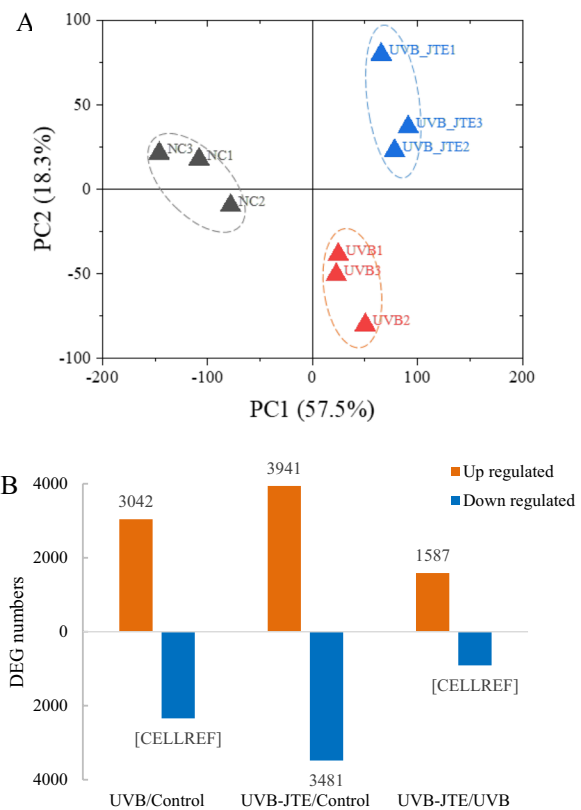 A
100
50
0
-50
-100
PC2 (18.3%)
UVB_JTE1
UVB_JTE3
UVB_JTE2
NC3
NC1
NC2
UVB1
UVB3
UVB2
-200
-100
0
100
200
PC1 (57.5%)
B
Up regulated
Down regulated
DEG numbers
4000
2000
0
2000
4000
3042
3941
1587
[CELLREF]
[CELLREF]
3481
UVB/Control
UVB-JTE/Control
UVB-JTE/UVB